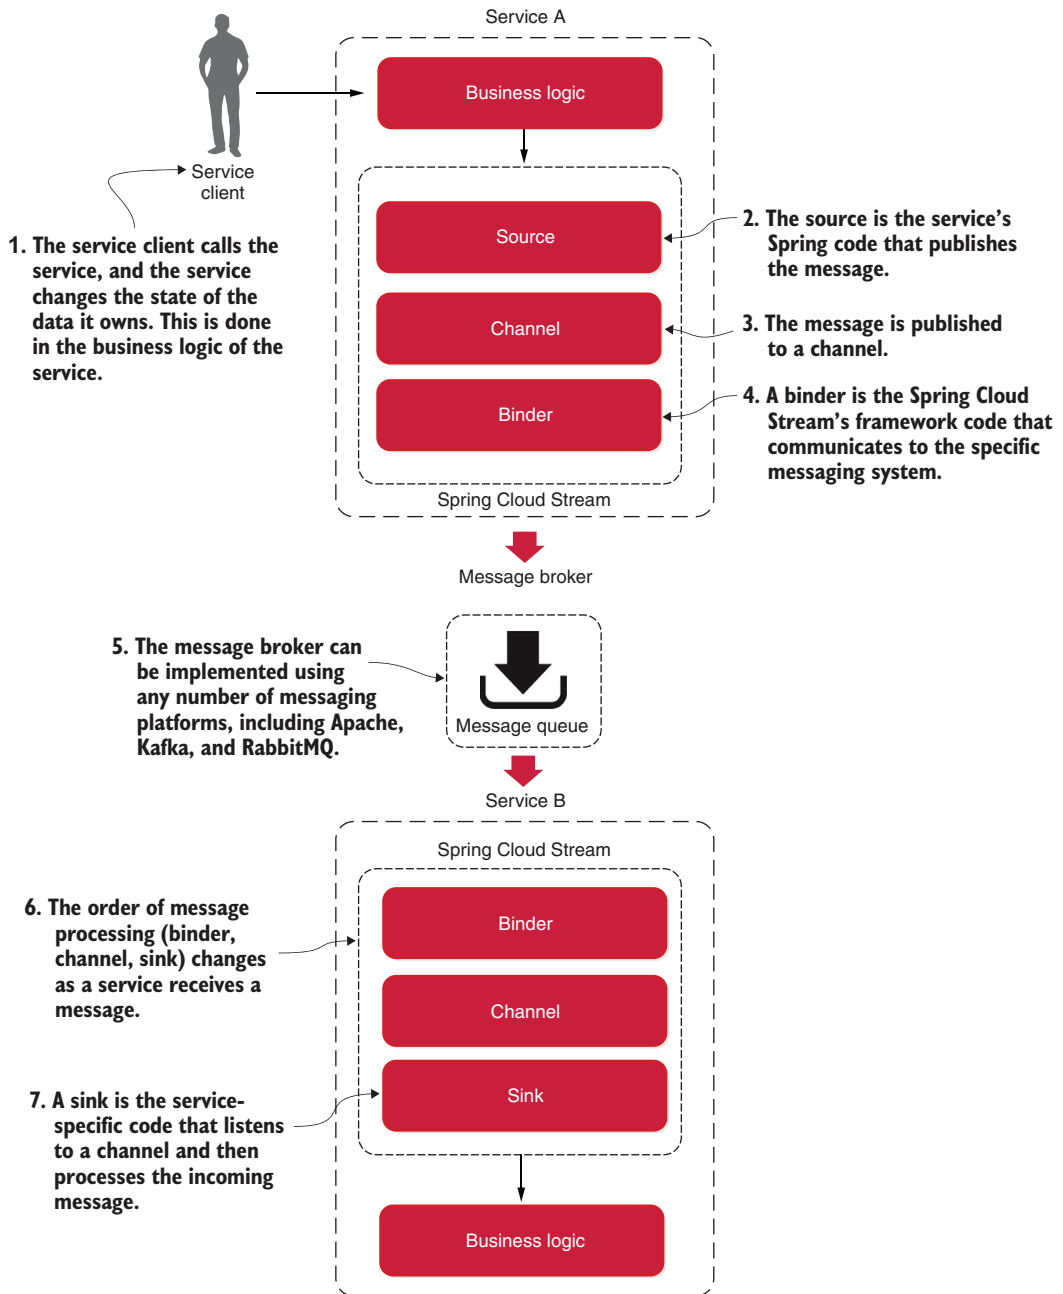 Service A
Business logic
Service
client
1. The service client calls the
service, and the service
changes the state of the
data it owns. This is done
in the business logic of the
service.
Source
2. The source is the service’s
Spring code that publishes
the message.
Channel
3. The message is published
to a channel.
Binder
4. A binder is the Spring Cloud
Stream’s framework code that
communicates to the specific
messaging system.
Spring Cloud Stream
Message broker
5. The message broker can
be implemented using
any number of messaging
platforms, including Apache,
Kafka, and RabbitMQ.
Message queue
Service B
Spring Cloud Stream
Binder
6. The order of message
processing (binder,
channel, sink) changes
as a service receives a
message.
Channel
Sink
7. A sink is the service-
specific code that listens
to a channel and then
processes the incoming
message.
Business logic